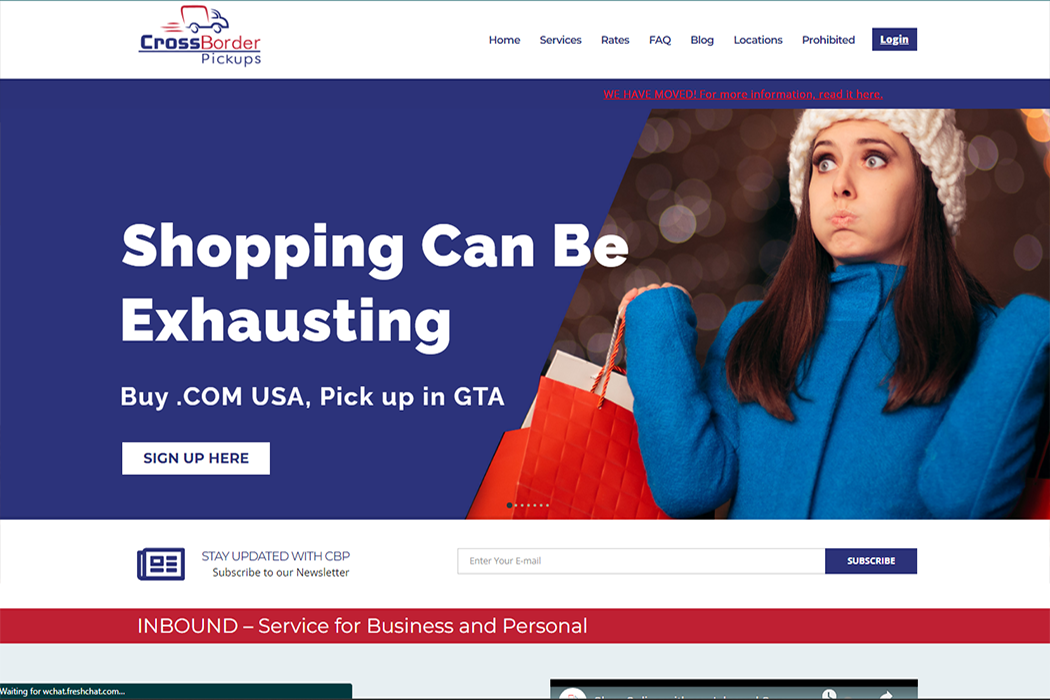 CrossBorder
Pickups
Home Services Rates FAQ Blog Locations Prohibited Login
WE HAVE MOVED! For more information, read it here.
Shopping Can Be
Exhausting
Buy .COM USA, Pick up in GTA
SIGN UP HERE
STAY UPDATED WITH CBP
Subscribe to our Newsletter
Enter Your E-mail
SUBSCRIBE
INBOUND – Service for Business and Personal
Waiting for wchat.freshchat.com...